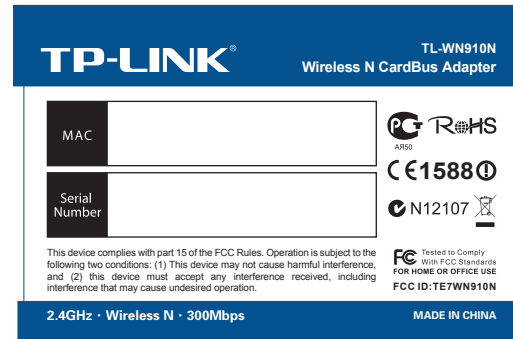 TP-LINK®
TL-WN910N
Wireless N CardBus Adapter
MAC
Serial
Number
АЯ50
RoHS
CE1588
N12107
This device complies with part 15 of the FCC Rules. Operation is subject to the
following two conditions: (1) This device may not cause harmful interference,
and (2) this device must accept any interference received, including
interference that may cause undesired operation.
FC Tested to Comply
With FCC Standards
FOR HOME OR OFFICE USE
FCC ID:TE7WN910N
2.4GHz · Wireless N · 300Mbps
MADE IN CHINA